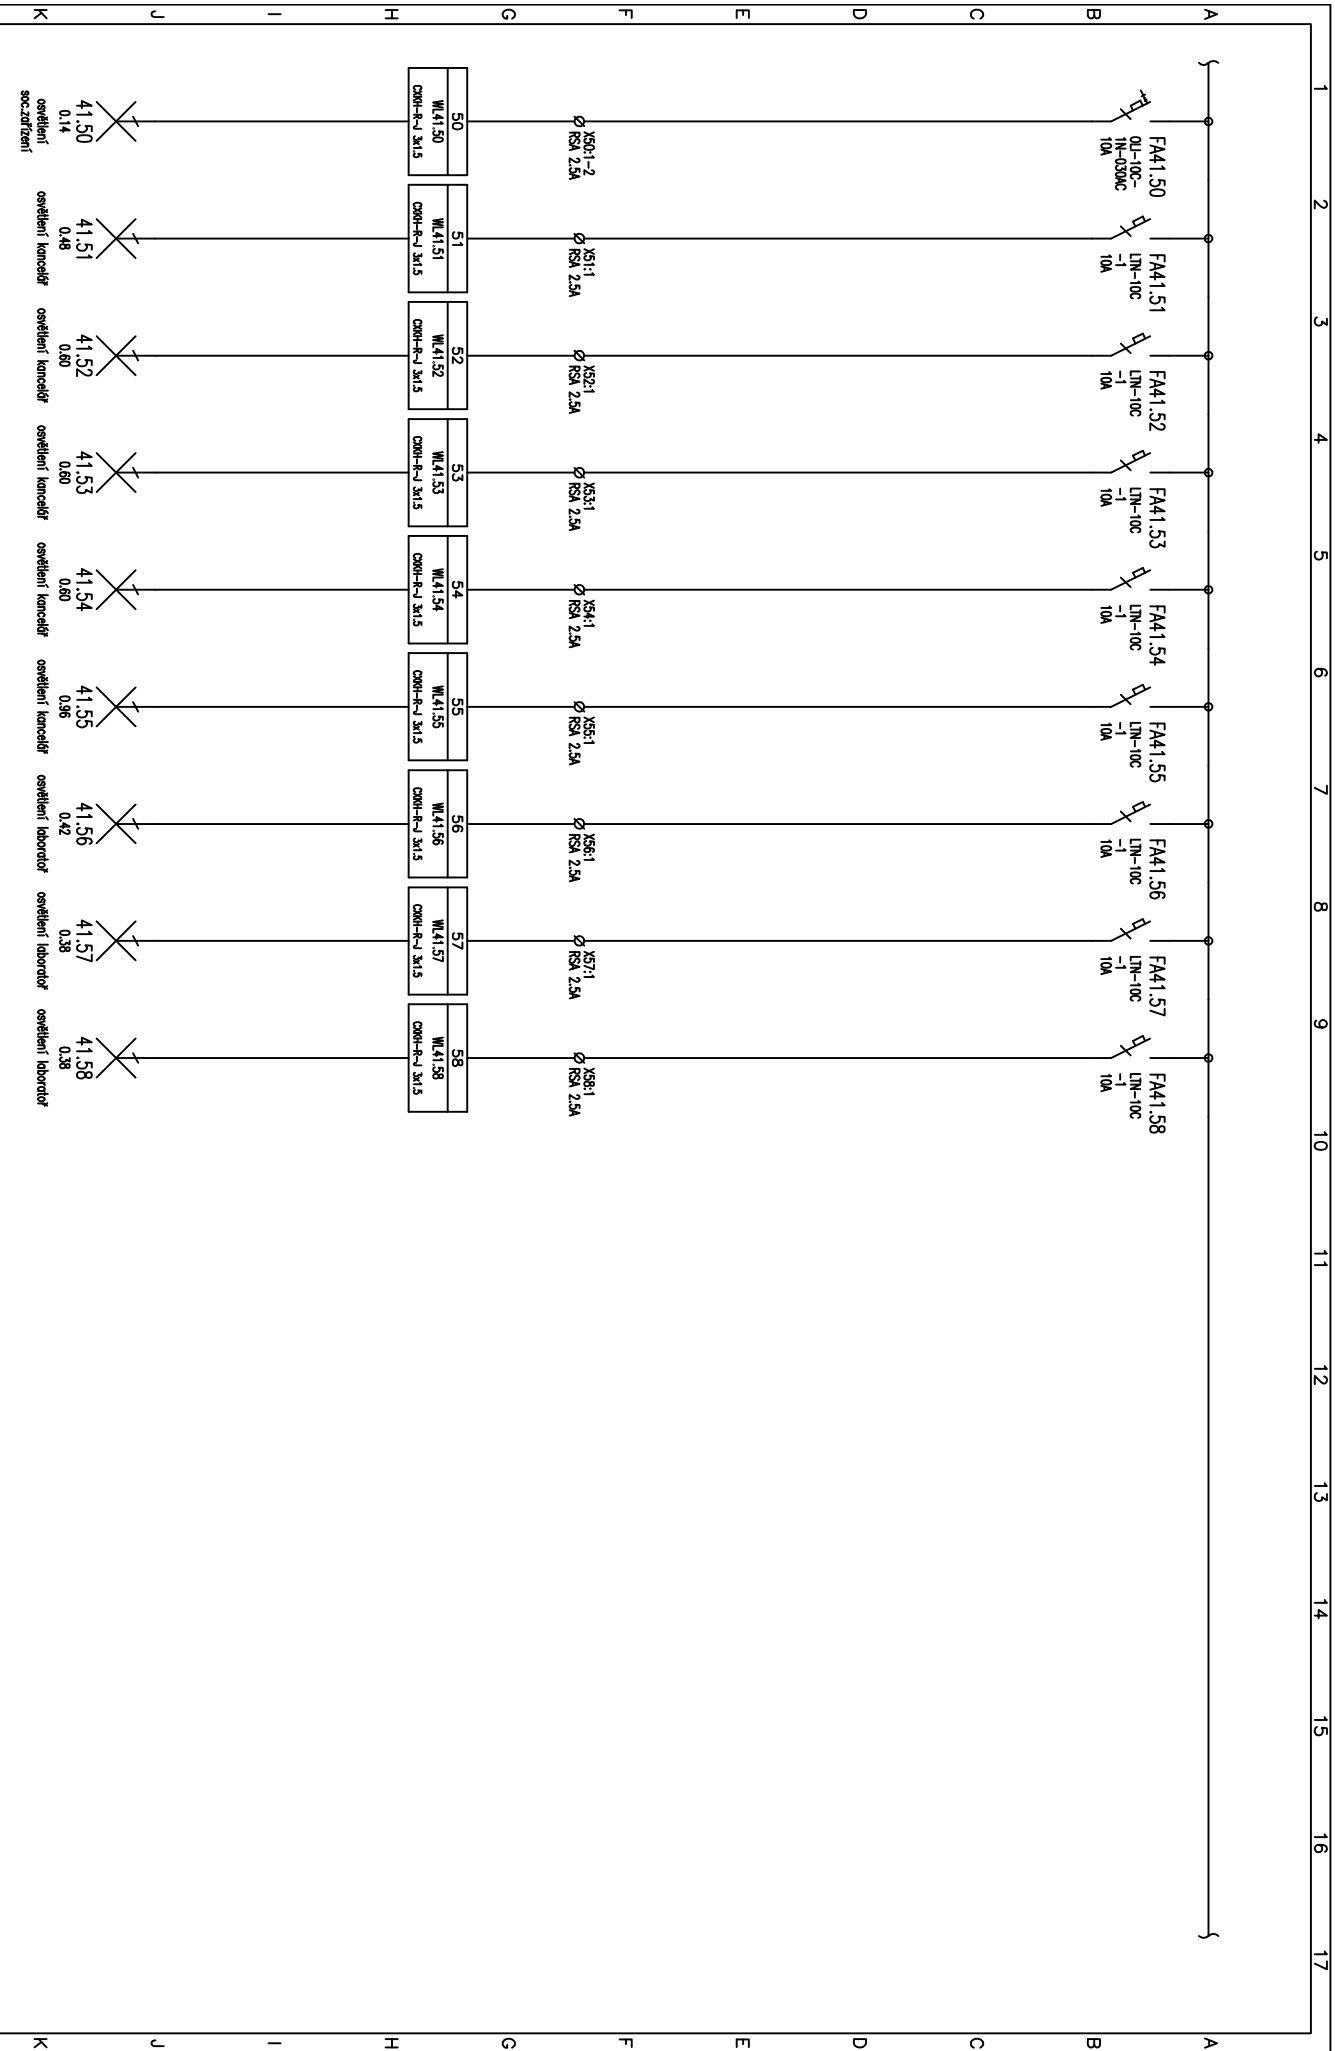 1 2 3 4 5 6 7 8 9 10 11 12 13 14 15 16 17
A
B
C
D
E
F
G
H
I
J
K
A
B
C
D
E
F
G
H
I
J
K
FA41.50
OLI-10C-
1N-030AC
10A
FA41.51
LTN-10C
-1
10A
FA41.52
LTN-10C
-1
10A
FA41.53
LTN-10C
-1
10A
FA41.54
LTN-10C
-1
10A
FA41.55
LTN-10C
-1
10A
FA41.56
LTN-10C
-1
10A
FA41.57
LTN-10C
-1
10A
FA41.58
LTN-10C
-1
10A
X50:1-2
RSA 2.5A
X51:1
RSA 2.5A
X52:1
RSA 2.5A
X53:1
RSA 2.5A
X54:1
RSA 2.5A
X55:1
RSA 2.5A
X56:1
RSA 2.5A
X57:1
RSA 2.5A
X58:1
RSA 2.5A
50
WL41.50
CXKH-R-J 3x1.5
51
WL41.51
CXKH-R-J 3x1.5
52
WL41.52
CXKH-R-J 3x1.5
53
WL41.53
CXKH-R-J 3x1.5
54
WL41.54
CXKH-R-J 3x1.5
55
WL41.55
CXKH-R-J 3x1.5
56
WL41.56
CXKH-R-J 3x1.5
57
WL41.57
CXKH-R-J 3x1.5
58
WL41.58
CXKH-R-J 3x1.5
41.50
0.14
osvětlení
soc.zařízení
41.51
0.48
osvětlení kancelář
41.52
0.60
osvětlení kancelář
41.53
0.60
osvětlení kancelář
41.54
0.60
osvětlení kancelář
41.55
0.96
osvětlení kancelář
41.56
0.42
osvětlení laboratoř
41.57
0.38
osvětlení laboratoř
41.58
0.38
osvětlení laboratoř